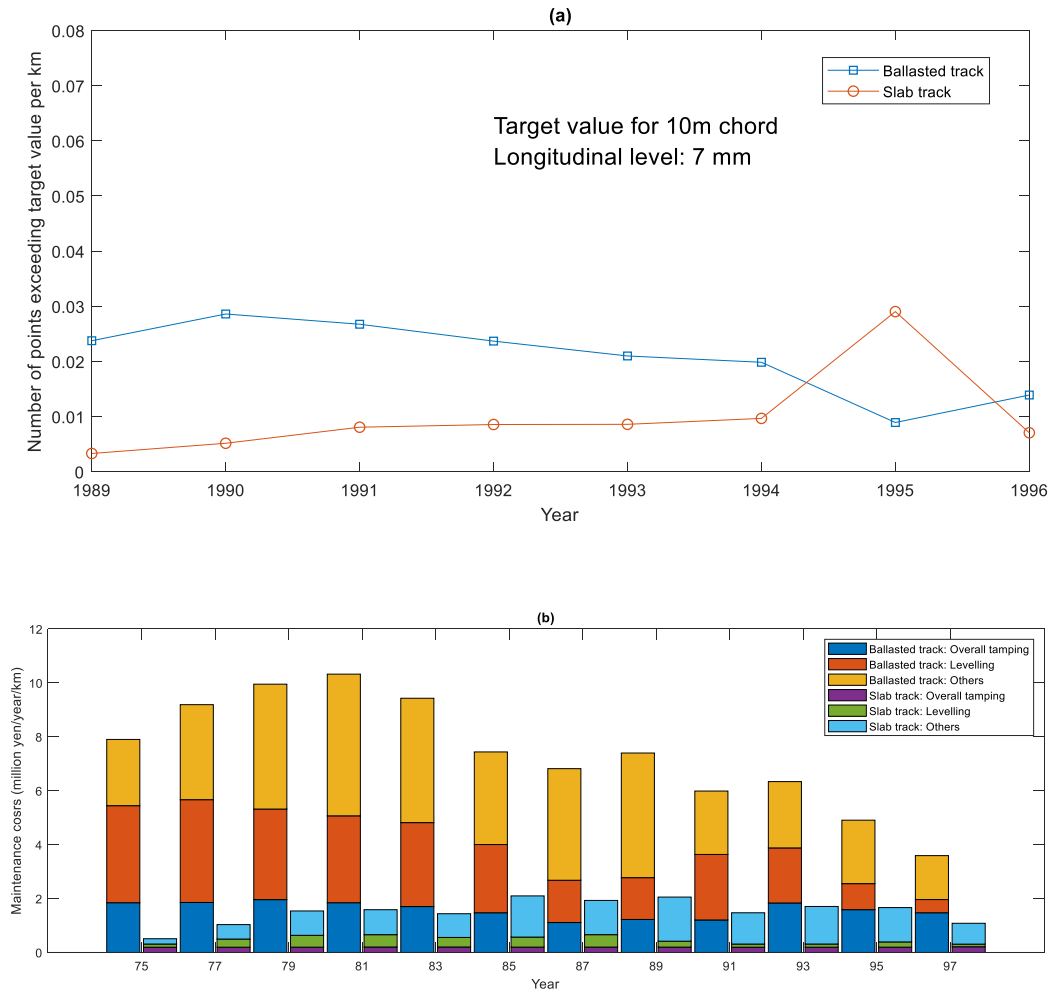 (a)
Number of points exceeding target value per km
0.08
0.07
0.06
0.05
0.04
0.03
0.02
0.01
0
Ballasted track
Slab track
Target value for 10m chord
Longitudinal level: 7 mm
1989 1990 1991 1992 1993 1994 1995 1996
Year
(b)
Maintenance cosrs (million yen/year/km)
12
10
8
6
4
2
0
Ballasted track: Overall tamping
Ballasted track: Levelling
Ballasted track: Others
Slab track: Overall tamping
Slab track: Levelling
Slab track: Others
75 77 79 81 83 85 87 89 91 93 95 97
Year